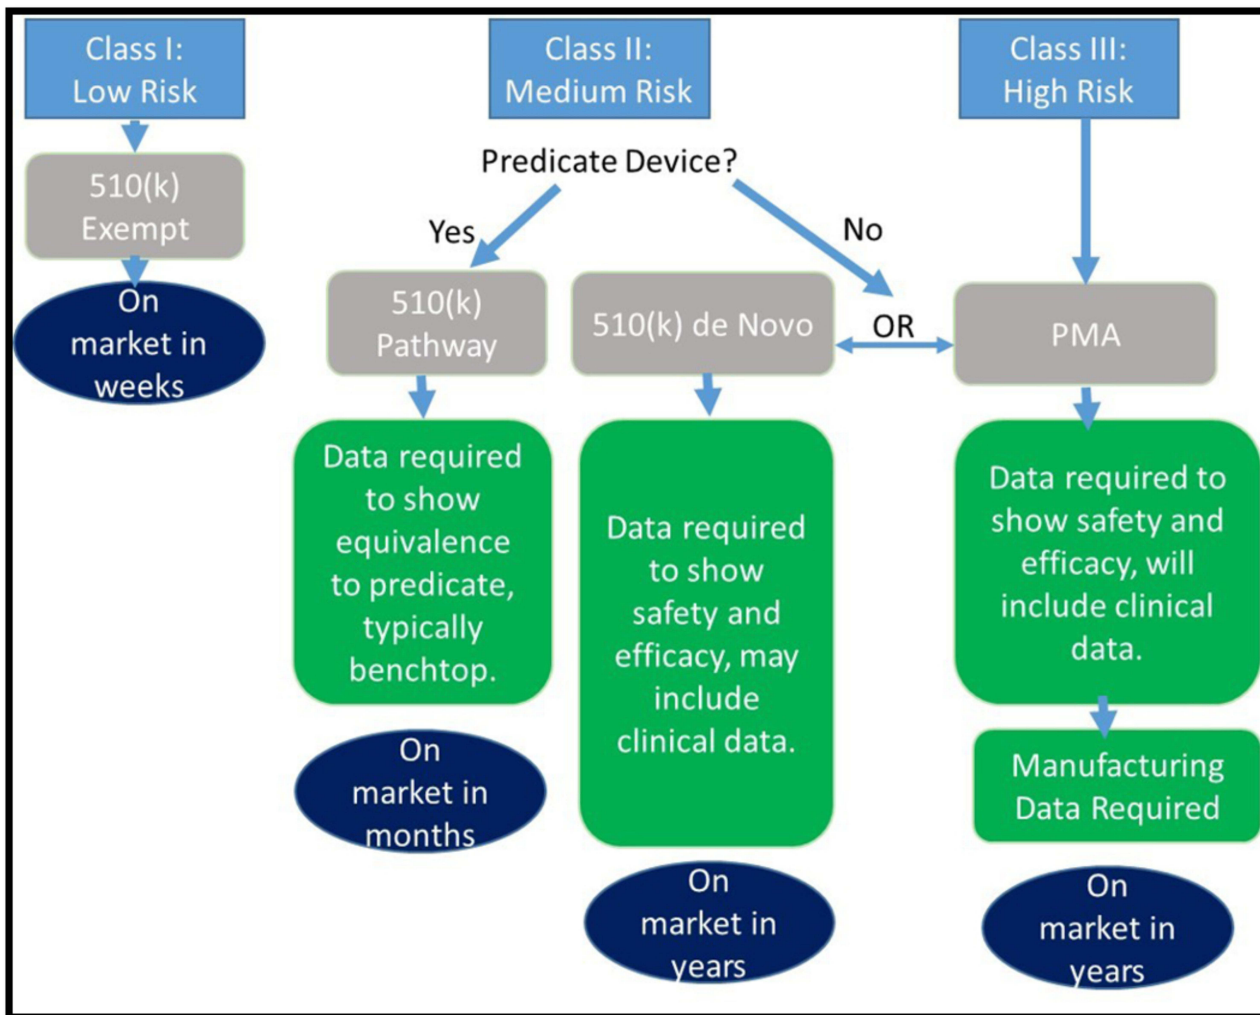 Class I:
Low Risk
510(k)
Exempt
On
market in
weeks
Class II:
Medium Risk
Predicate Device?
Yes
No
510(k)
Pathway
Data required
to show
equivalence
to predicate,
typically
benchtop.
On
market in
months
510(k) de Novo
OR
Data required
to show
safety and
efficacy, may
include
clinical data.
On
market in
years
Class III:
High Risk
PMA
Data required to
show safety and
efficacy, will
include clinical
data.
Manufacturing
Data Required
On
market in
years